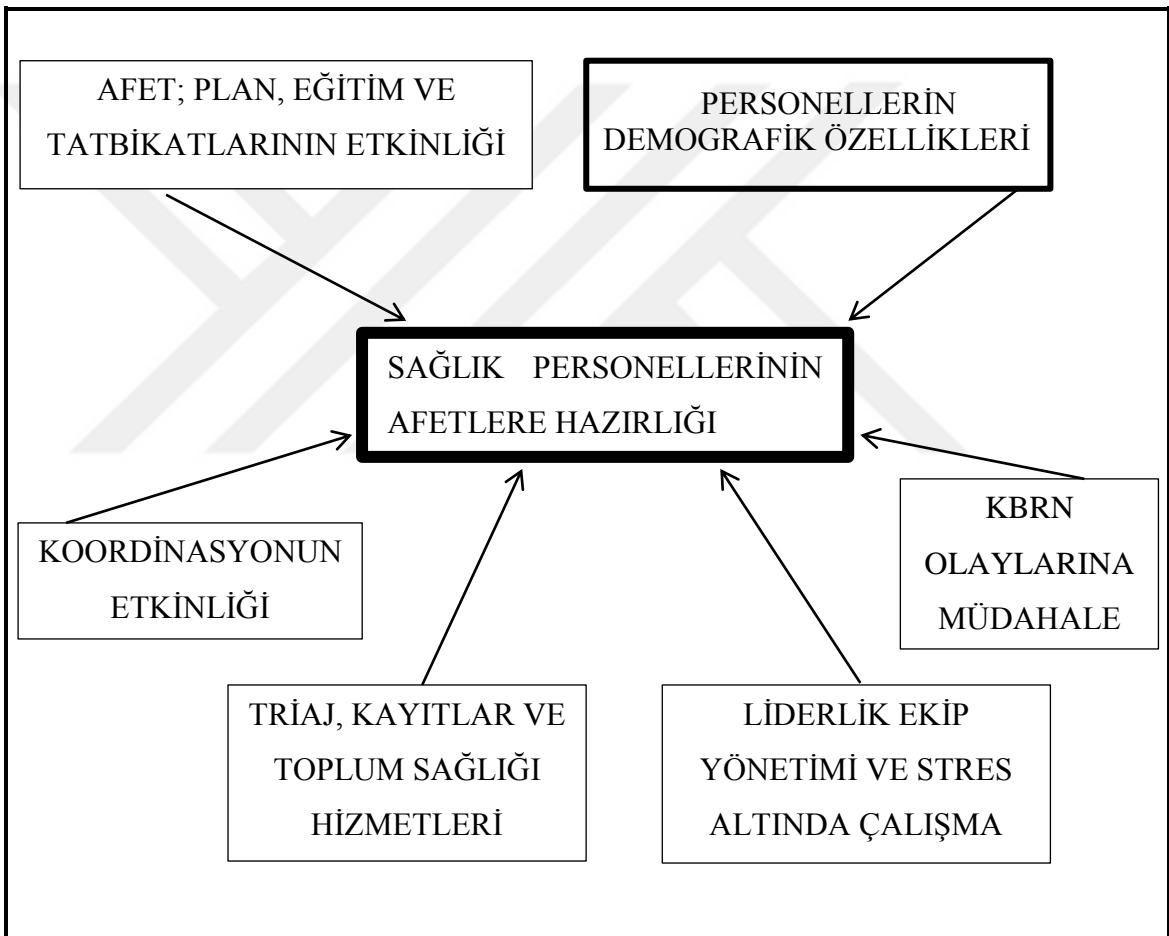 AFET; PLAN, EĞİTİM VE
TATBİKATLARININ ETKİNLİĞİ
PERSONELLERİN
DEMOGRAFİK ÖZELLİKLERİ
SAĞLIK PERSONELLERİNİN
AFETLERE HAZIRLIĞI
KOORDİNASYONUN
ETKİNLİĞİ
KBRN
OLAYLARINA
MÜDAHALE
TRİAJ, KAYITLAR VE
TOPLUM SAĞLIĞI
HİZMETLERİ
LİDERLİK EKİP
YÖNETİMİ VE STRES
ALTINDA ÇALIŞMA